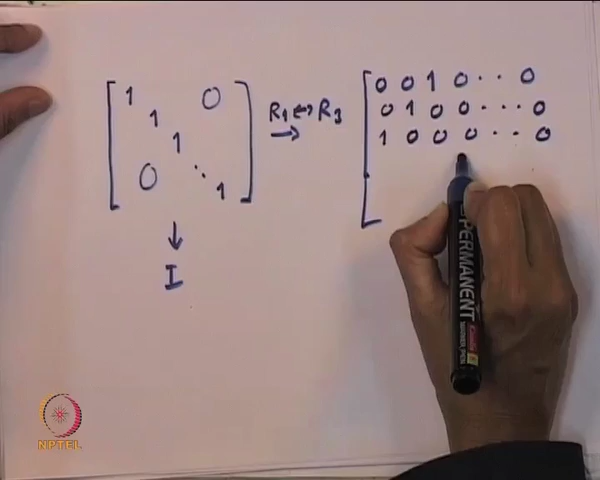 1 0 R1 ↔ R3 0 0 1 0 · · 0
1 → 0 1 0 0 · · · 0
1 1 0 0 0 · · · 0
0 ⋱
1
↓
I
PERMANENT
NPTEL